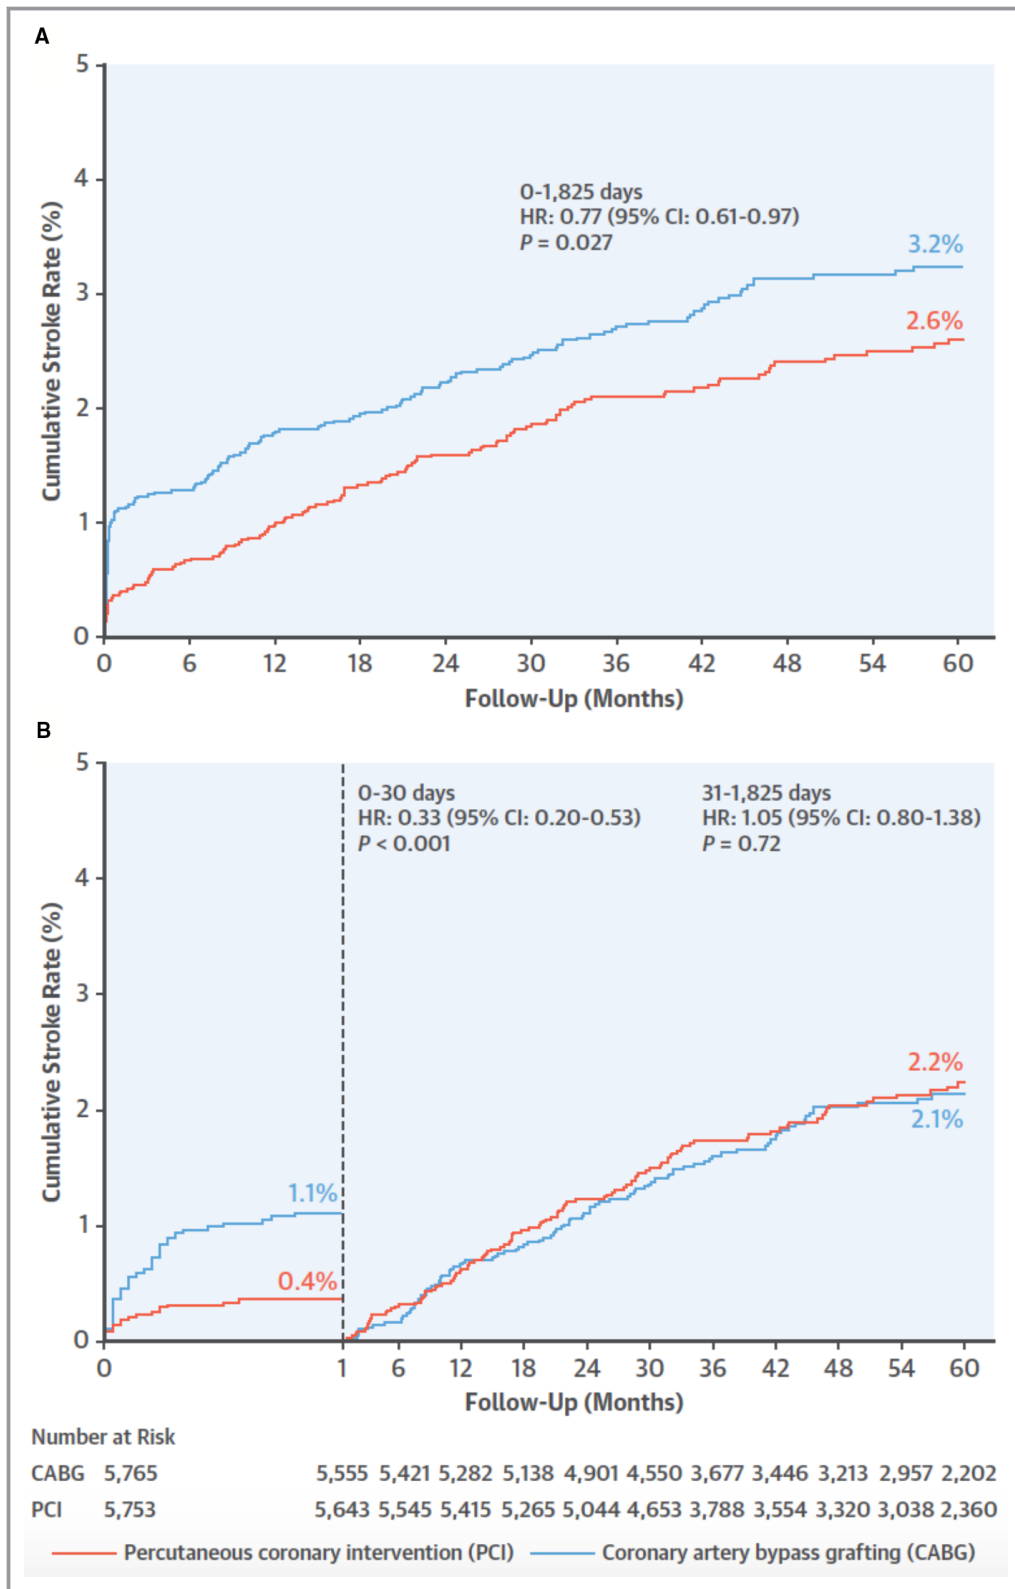 A
5
4
3
2
1
0
Cumulative Stroke Rate (%)
0-1,825 days
HR: 0.77 (95% CI: 0.61-0.97)
P = 0.027
3.2%
2.6%
0 6 12 18 24 30 36 42 48 54 60
Follow-Up (Months)
B
5
4
3
2
1
0
Cumulative Stroke Rate (%)
0-30 days
HR: 0.33 (95% CI: 0.20-0.53)
P < 0.001
31-1,825 days
HR: 1.05 (95% CI: 0.80-1.38)
P = 0.72
1.1%
0.4%
2.2%
2.1%
0 1 6 12 18 24 30 36 42 48 54 60
Follow-Up (Months)
Number at Risk
CABG 5,765 5,555 5,421 5,282 5,138 4,901 4,550 3,677 3,446 3,213 2,957 2,202
PCI 5,753 5,643 5,545 5,415 5,265 5,044 4,653 3,788 3,554 3,320 3,038 2,360
Percutaneous coronary intervention (PCI) Coronary artery bypass grafting (CABG)